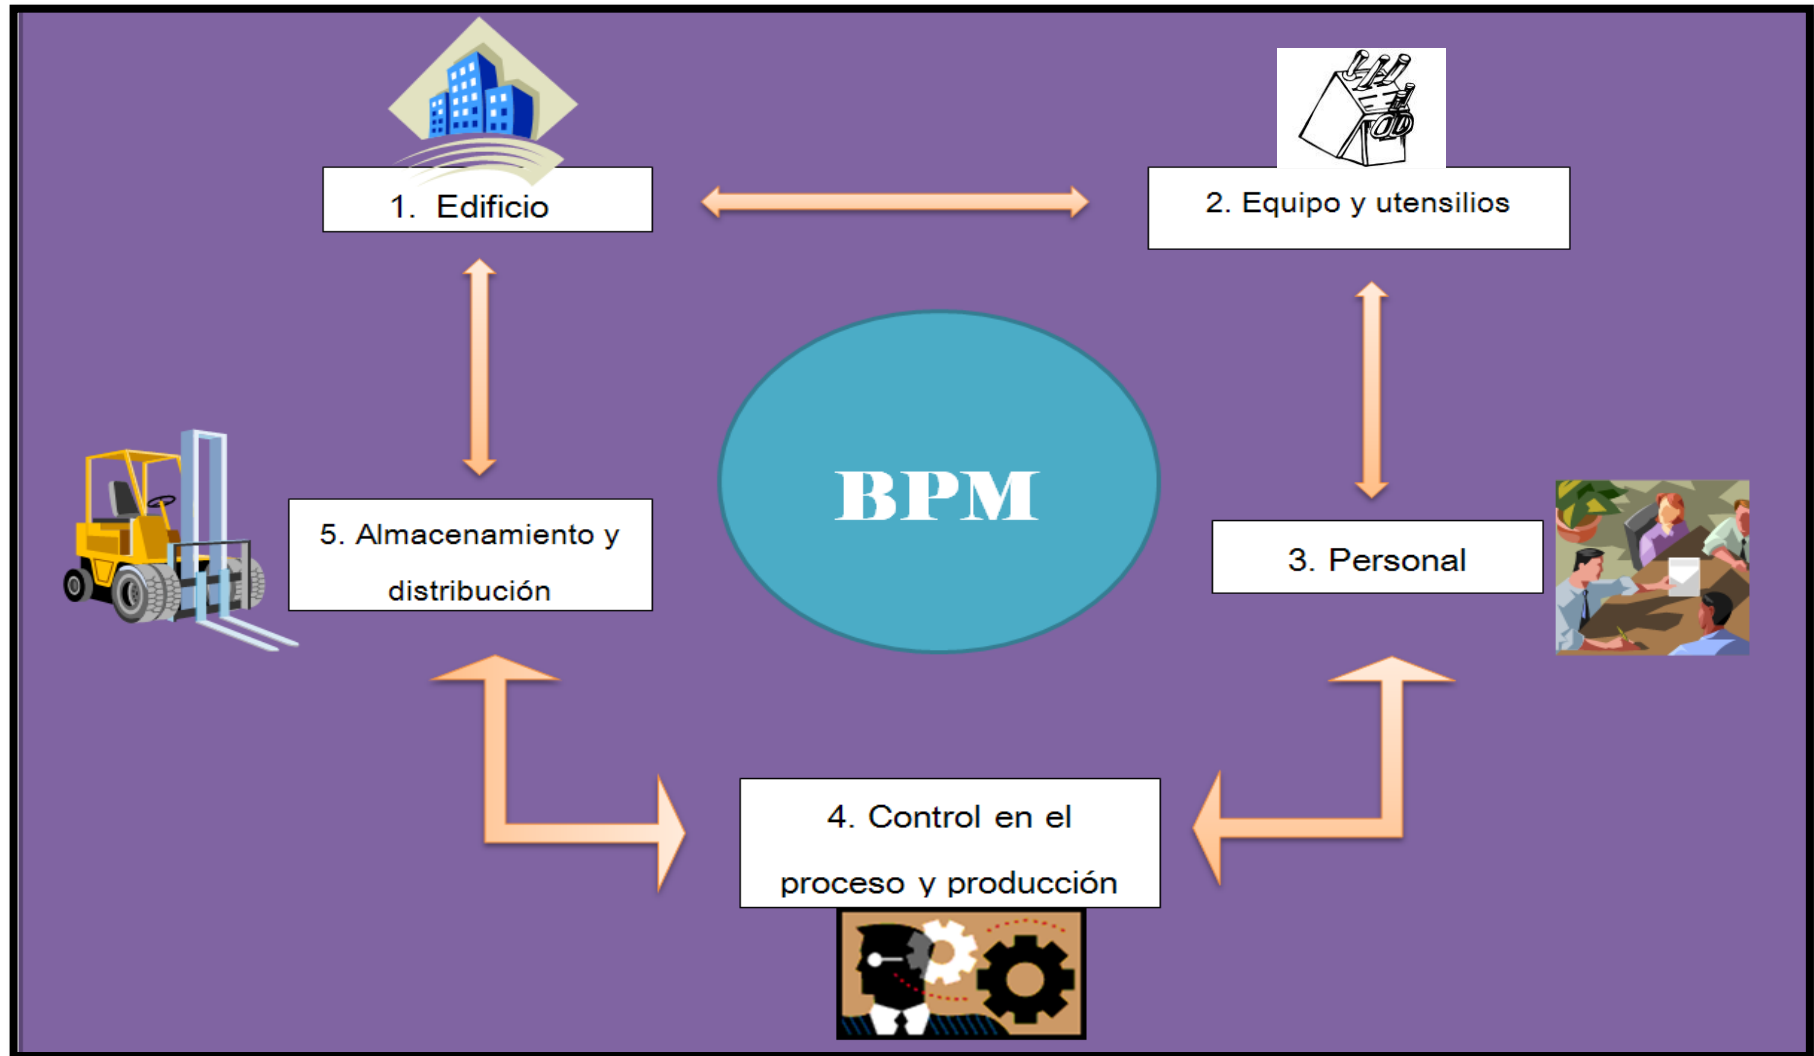 1. Edificio
2. Equipo y utensilios
BPM
5. Almacenamiento y
distribución
3. Personal
4. Control en el
proceso y producción